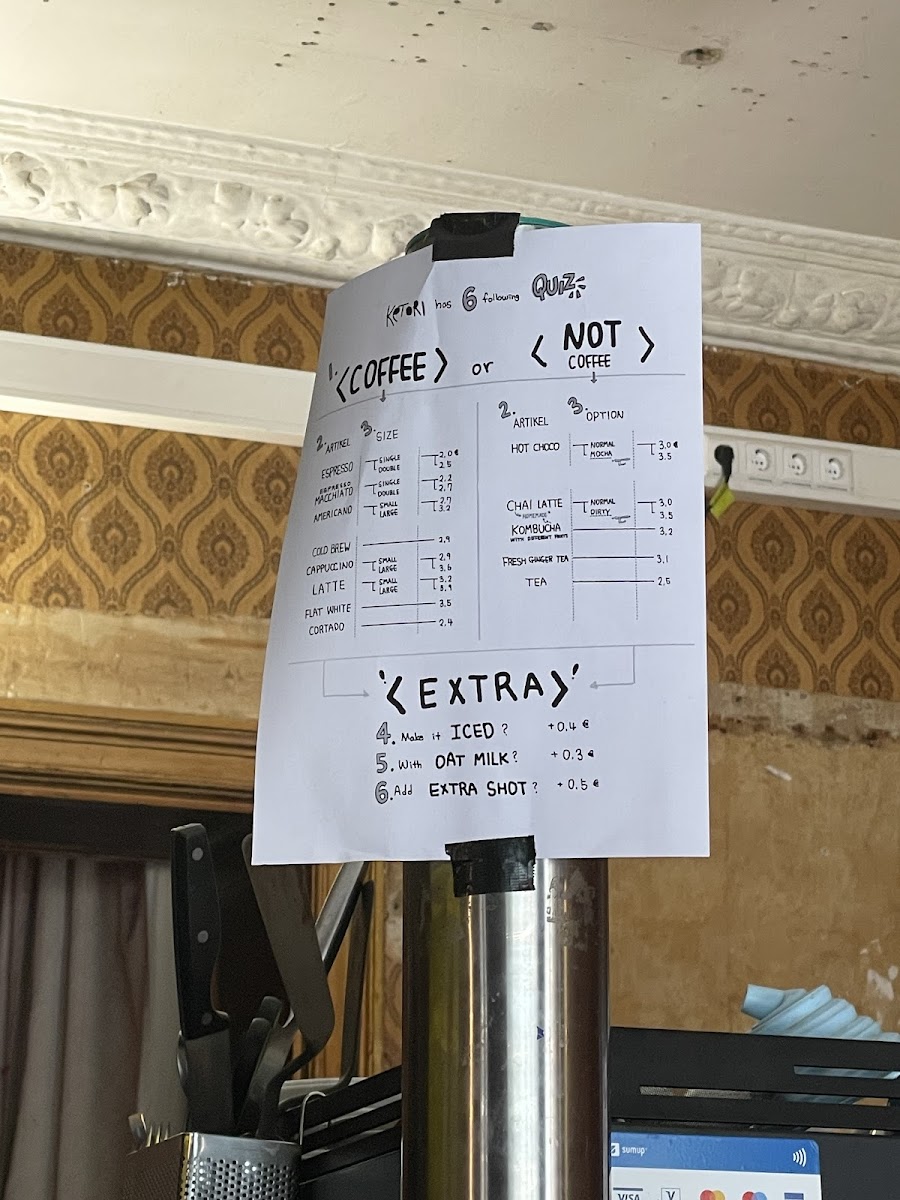 KOTORI has 6 following QUIZ
1. <COFFEE> or <NOT COFFEE>
2. ARTIKEL 3. SIZE
ESPRESSO SINGLE 2,0 €
DOUBLE 2.5
ESPRESSO MACCHIATO SINGLE 2.2
DOUBLE 2.7
AMERICANO SMALL 2.7
LARGE 3.2
COLD BREW 2.9
CAPPUCCINO SMALL 2.9
LARGE 3.6
LATTE SMALL 3.2
LARGE 3.9
FLAT WHITE 3.5
CORTADO 2.4
2. ARTIKEL 3. OPTION
HOT CHOCO NORMAL 3.0 €
MOCHA 3.5
CHAI LATTE NORMAL 3.0
HOMEMADE DIRTY 3.5
KOMBUCHA 3,2
WITH DIFFERENT FRUITS
FRESH GINGER TEA 3,1
TEA 2,5
<EXTRA>
4. Make it ICED? +0.4 €
5. With OAT MILK? +0.3 €
6. Add EXTRA SHOT? +0.5 €
sumup
VISA